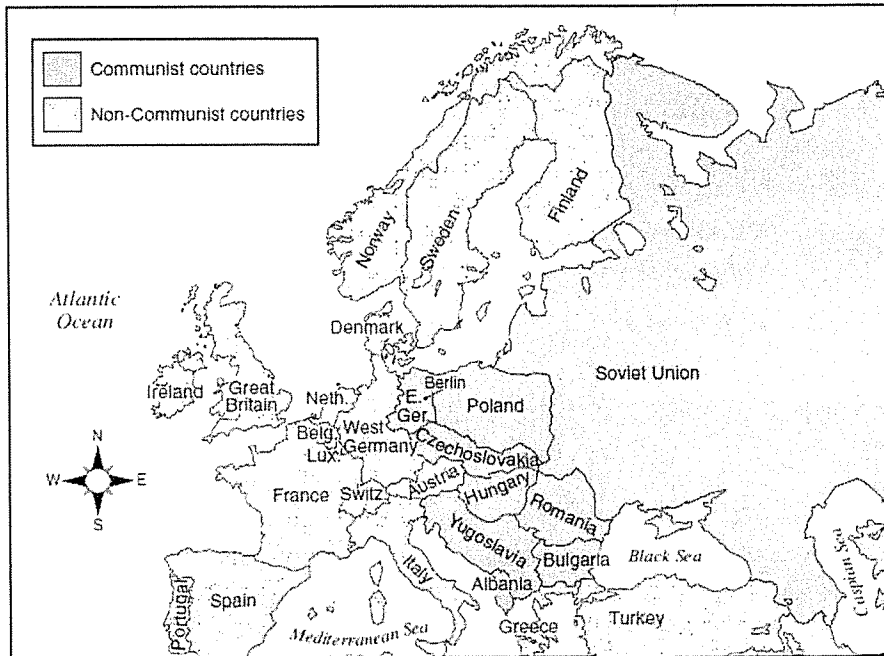 Communist countries
Non-Communist countries
Norway
Sweden
Finland
Atlantic
Ocean
Denmark
Soviet Union
Ireland
Great
Britain
Neth.
Berlin
E.
Ger.
Poland
Belg.
West
Germany
Lux.
Czechoslovakia
N
W
E
S
France
Switz.
Austria
Hungary
Romania
Yugoslavia
Black Sea
Caspian Sea
Italy
Bulgaria
Albania
Portugal
Spain
Mediterranean Sea
Greece
Turkey